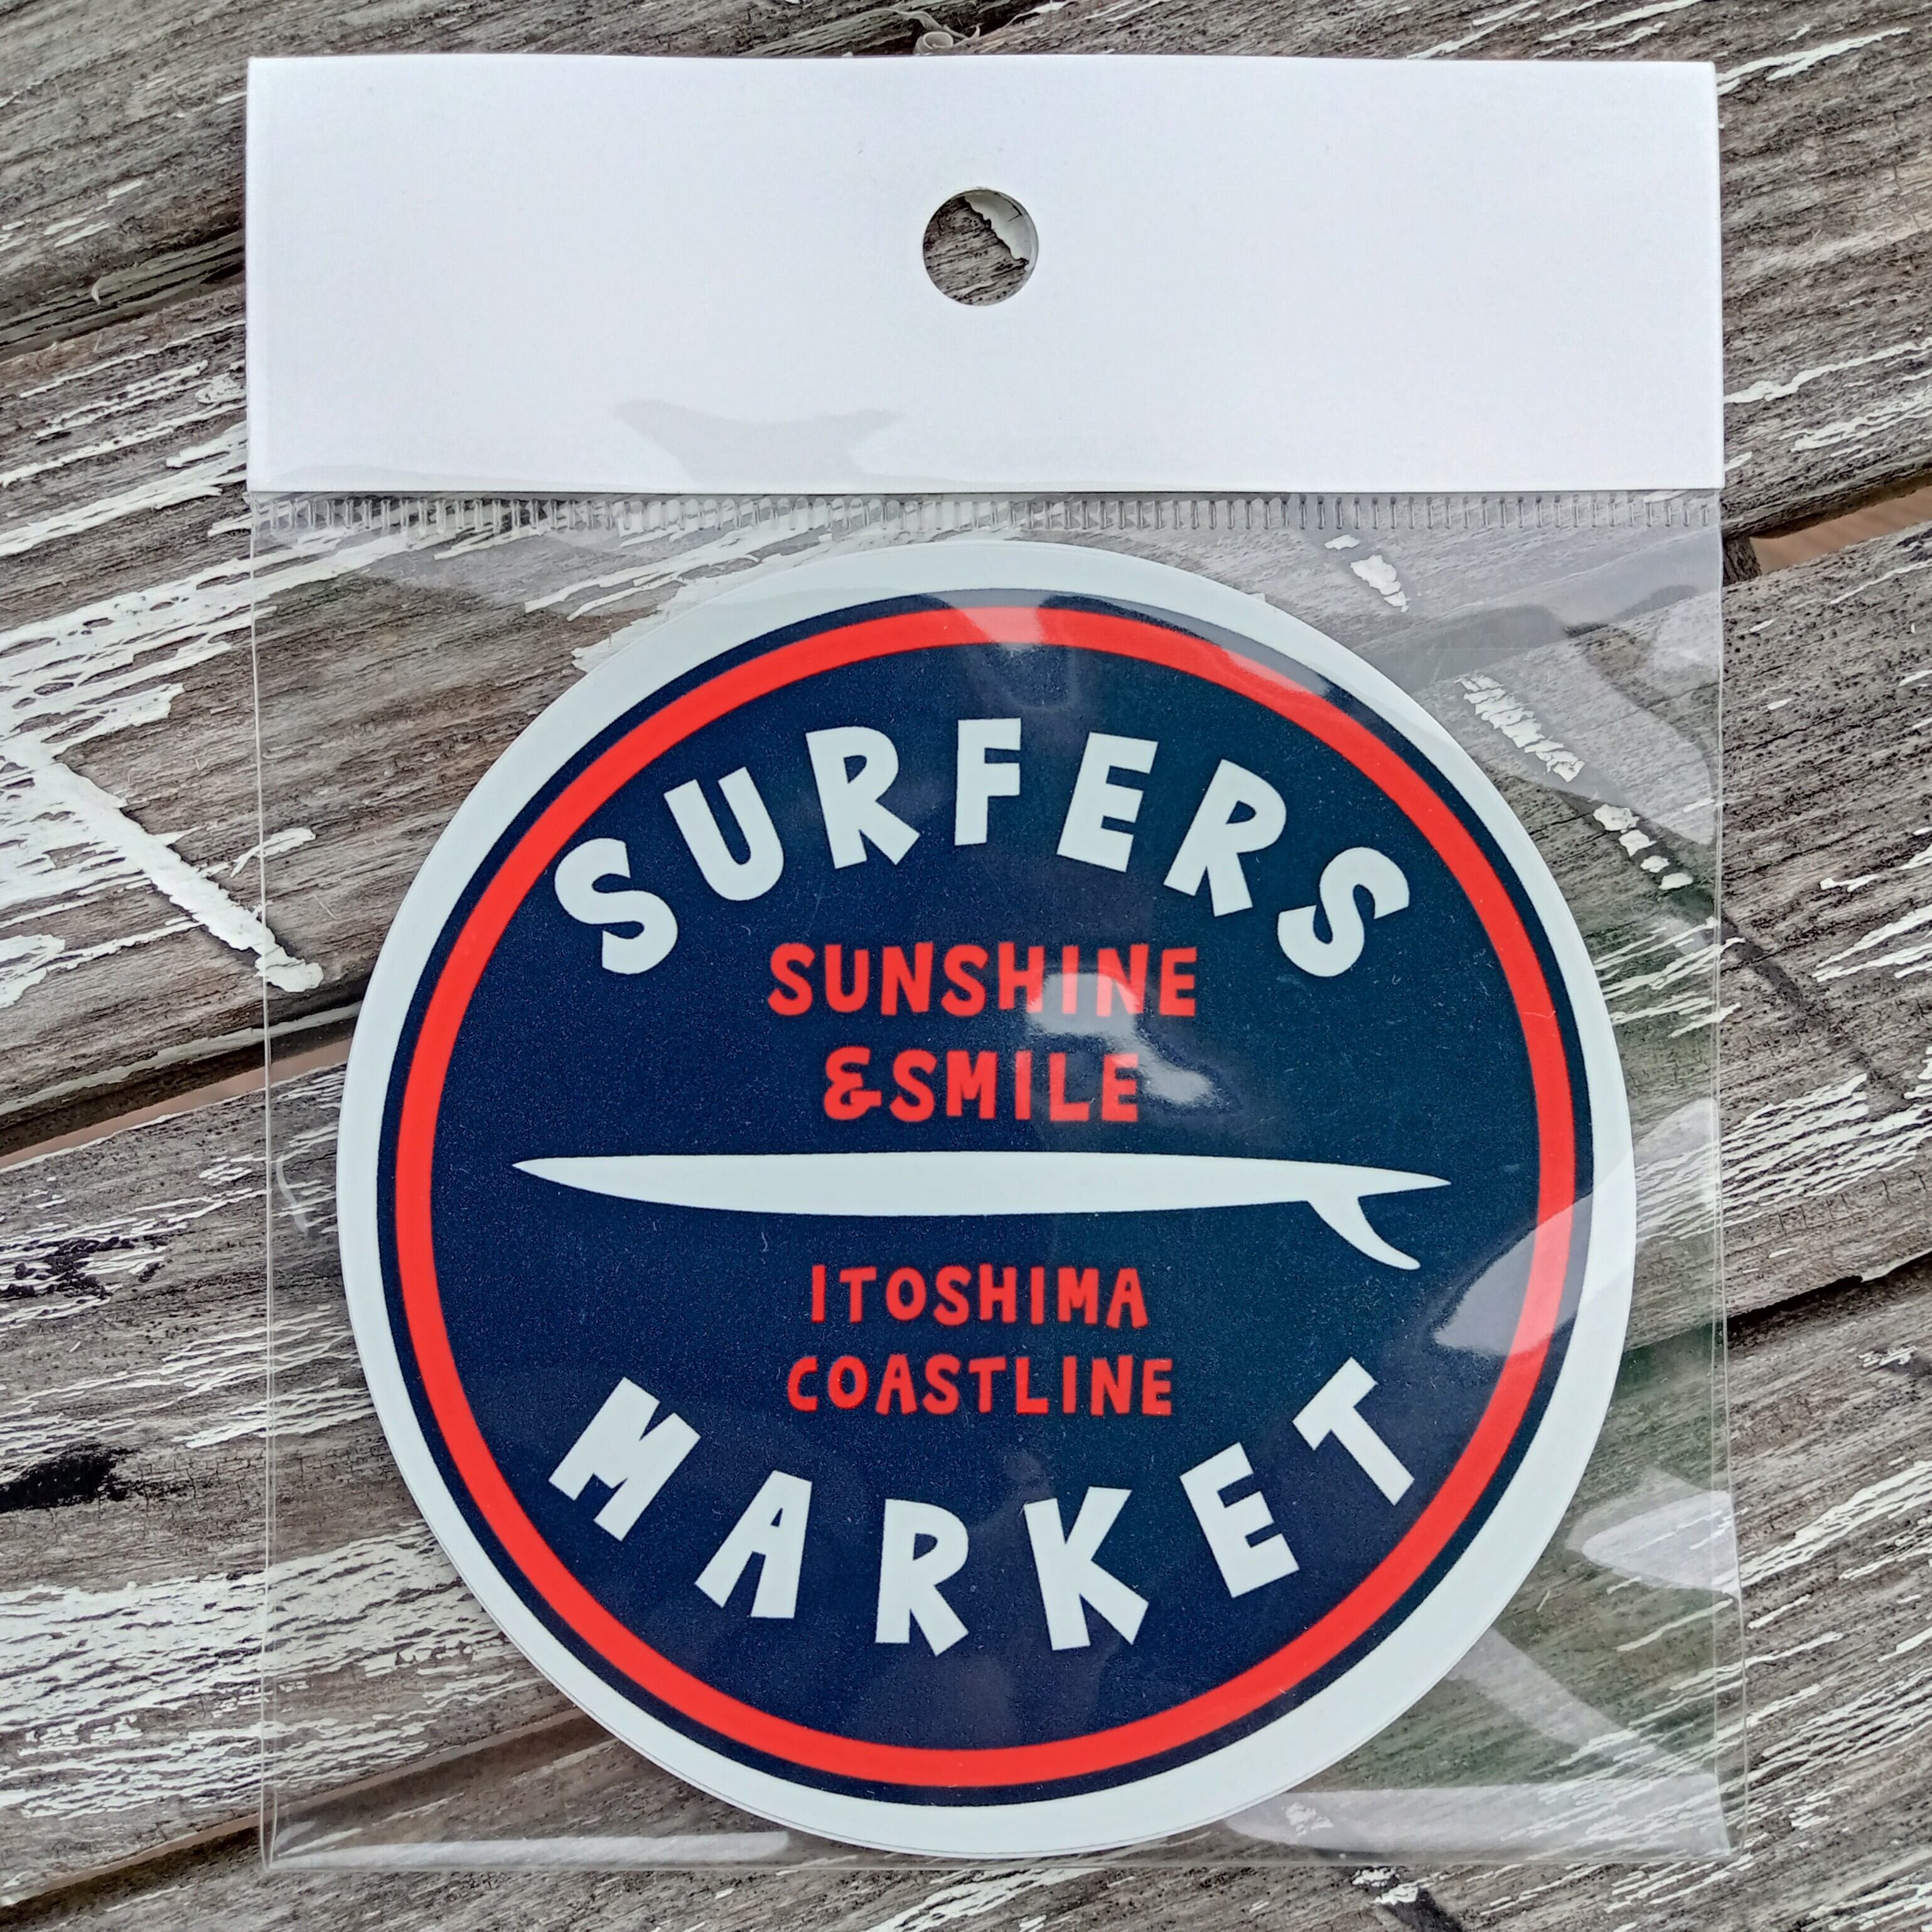 SURFERS
SUNSHINE
&SMILE
ITOSHIMA
COASTLINE
MARKET